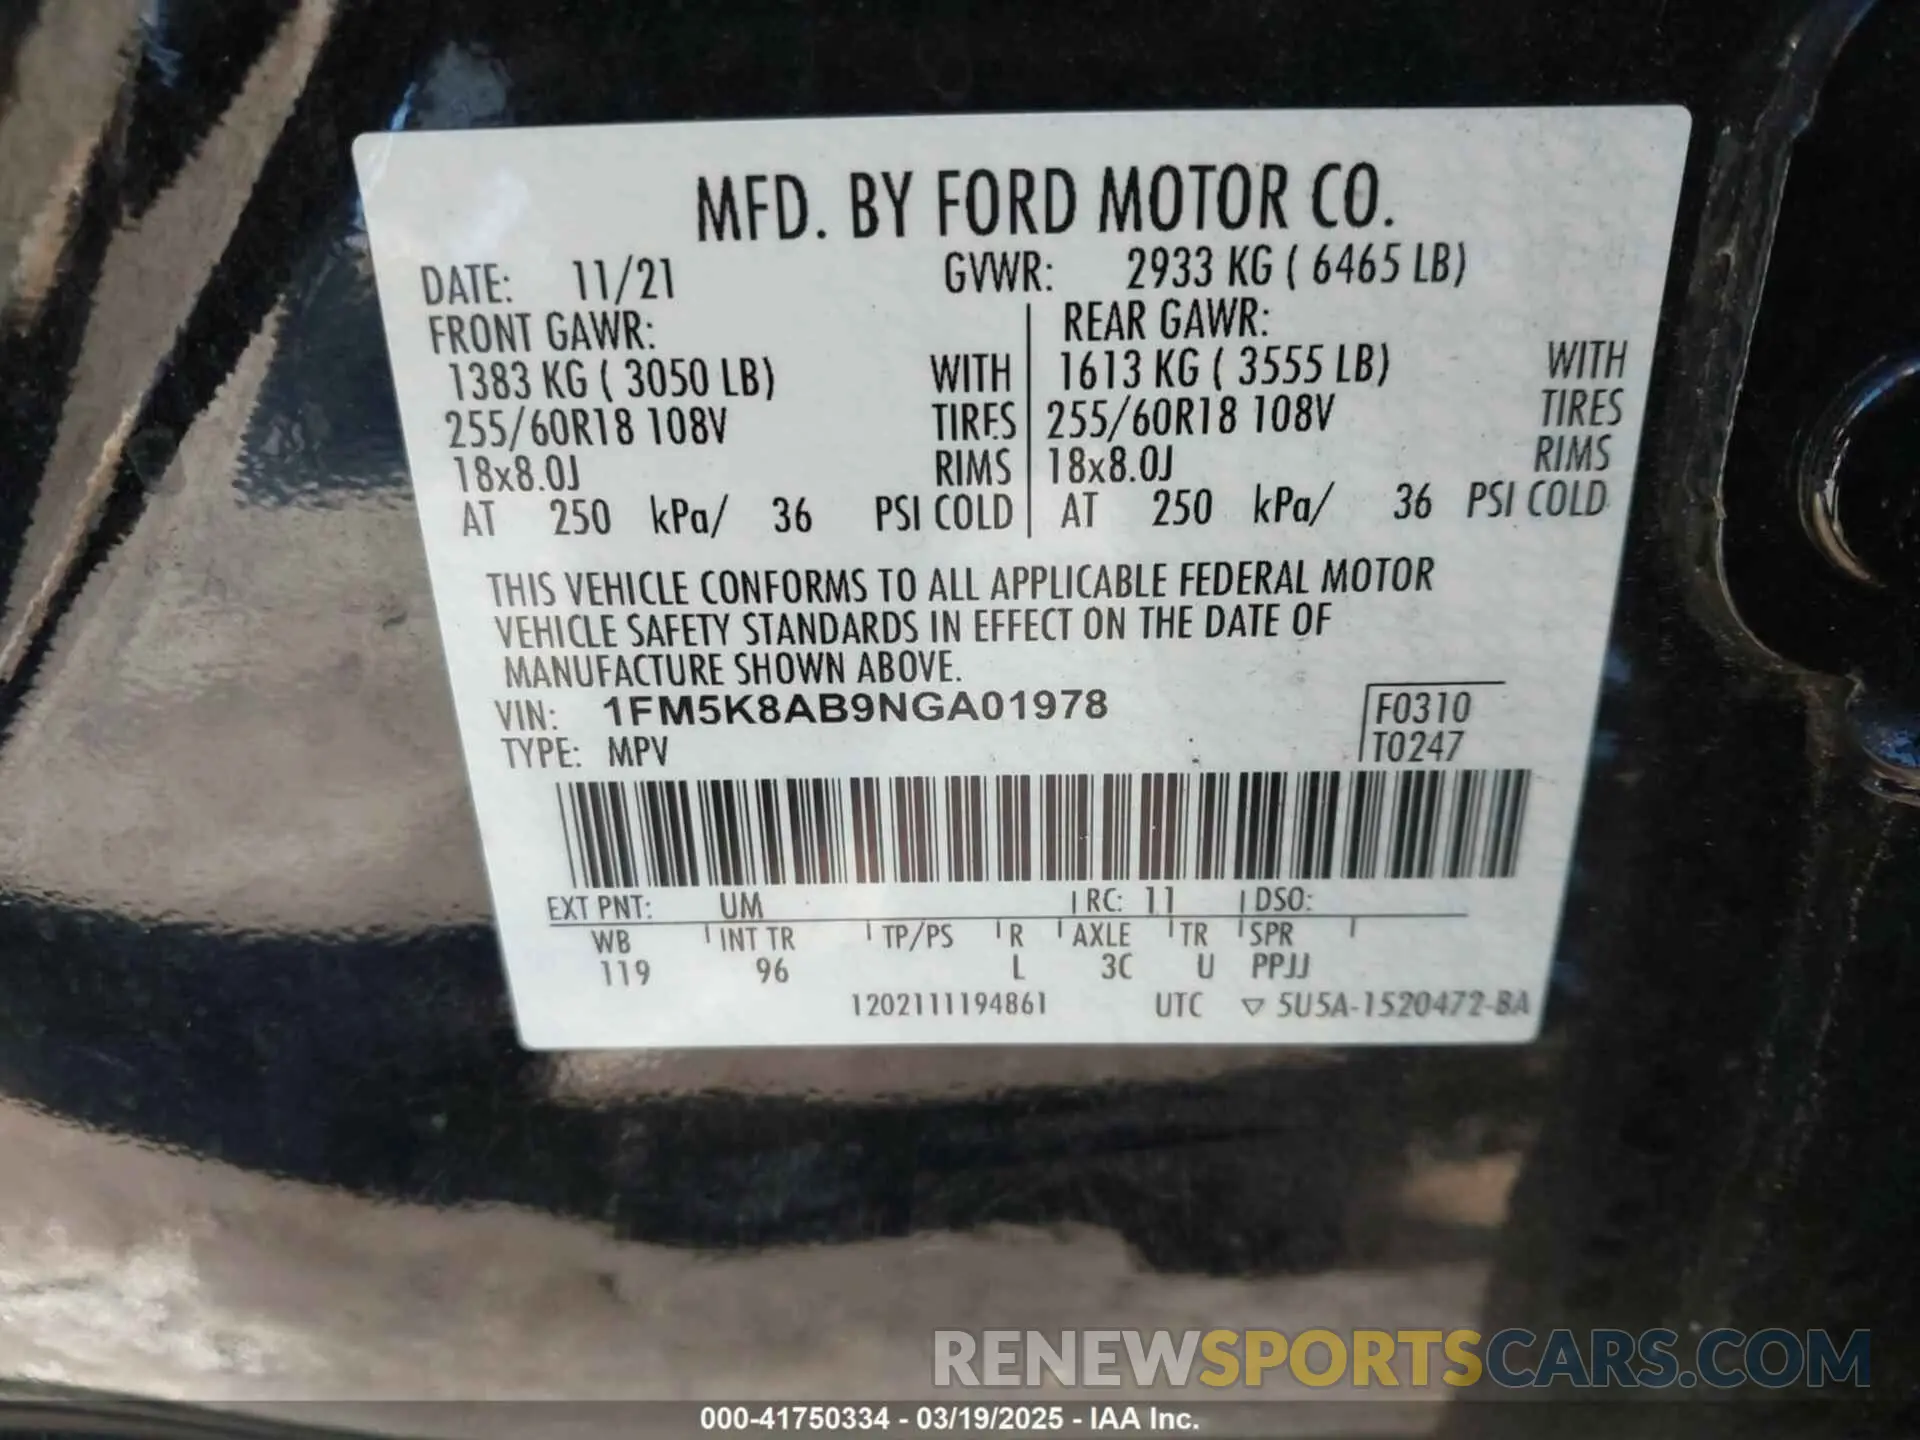 MFD. BY FORD MOTOR CO.
DATE: 11/21 GVWR: 2933 KG ( 6465 LB)
FRONT GAWR: REAR GAWR:
1383 KG ( 3050 LB) WITH 1613 KG ( 3555 LB) WITH
255/60R18 108V TIRES 255/60R18 108V TIRES
18x8.0J RIMS 18x8.0J RIMS
AT 250 kPa/ 36 PSI COLD AT 250 kPa/ 36 PSI COLD
THIS VEHICLE CONFORMS TO ALL APPLICABLE FEDERAL MOTOR
VEHICLE SAFETY STANDARDS IN EFFECT ON THE DATE OF
MANUFACTURE SHOWN ABOVE.
VIN: 1FM5K8AB9NGA01978 F0310
TYPE: MPV T0247
EXT PNT: UM RC: 11 DSO:
WB INT TR TP/PS R AXLE TR SPR
119 96 L 3C U PPJJ
1202111194861 UTC ▽ 5U5A-1520472-BA
RENEWSPORTSCARS.COM
000-41750334 - 03/19/2025 - IAA Inc.